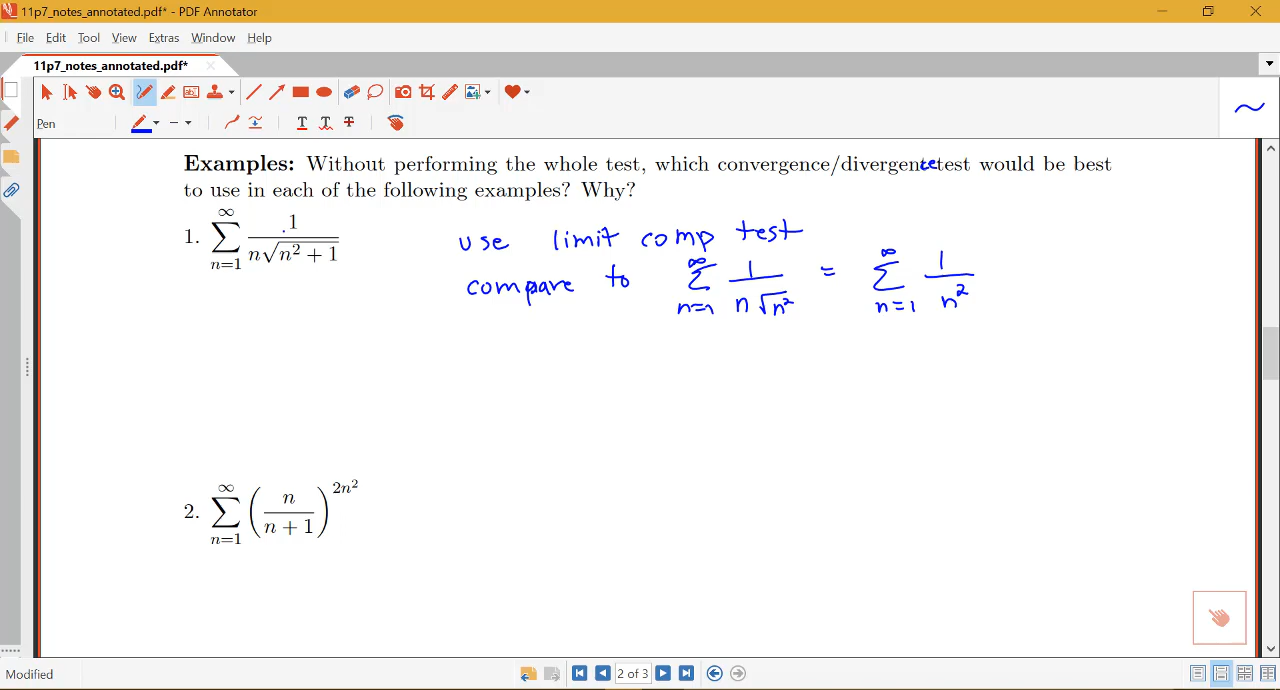 11p7_notes_annotated.pdf* - PDF Annotator
File Edit Tool View Extras Window Help
11p7_notes_annotated.pdf*
Pen
Examples: Without performing the whole test, which convergence/divergence test would be best
to use in each of the following examples? Why?
1. ∞∑n=1 1/(n√(n² + 1))
use limit comp test
compare to ∞∑n=1 1/(n√n²) = ∞∑n=1 1/n²
2. ∞∑n=1 (n/(n + 1))^(2n²)
Modified
2 of 3